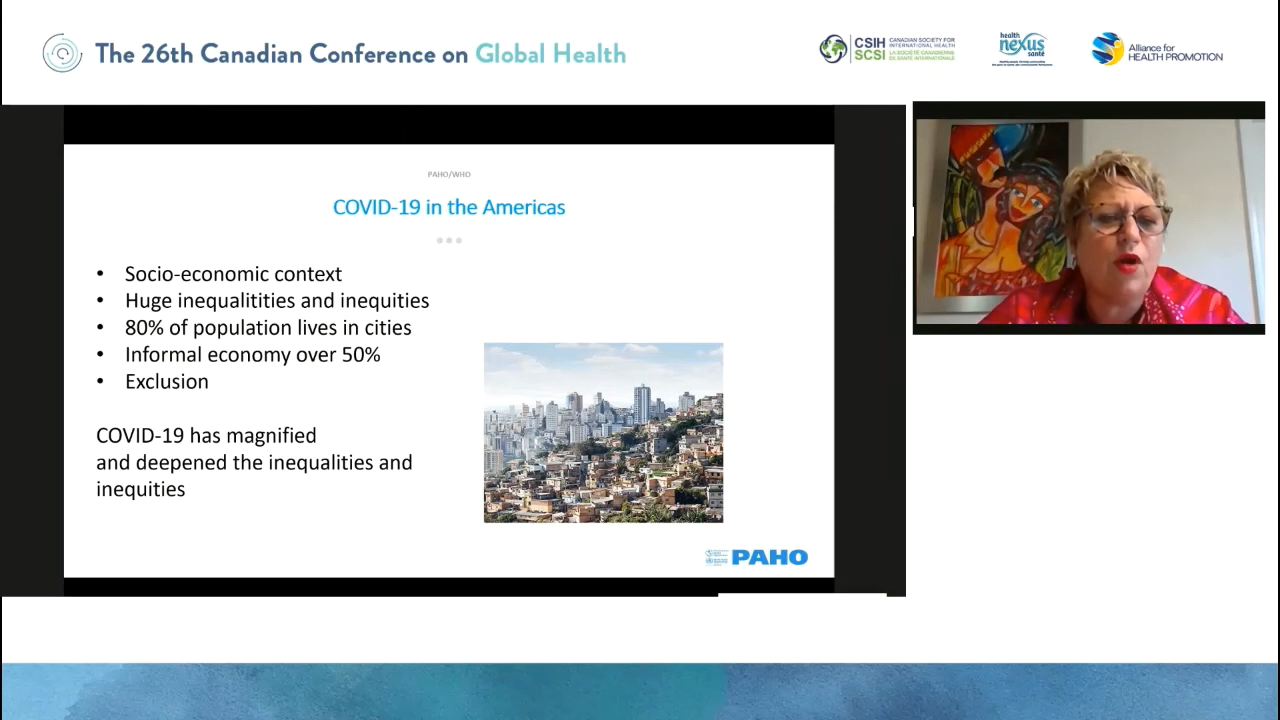 The 26th Canadian Conference on Global Health
CSIH
SCSI
CANADIAN SOCIETY FOR
INTERNATIONAL HEALTH
LA SOCIÉTÉ CANADIENNE
DE SANTÉ INTERNATIONALE
health
nexus
santé
Alliance for
HEALTH PROMOTION
PAHO/WHO
COVID-19 in the Americas
• Socio-economic context
• Huge inequalitities and inequities
• 80% of population lives in cities
• Informal economy over 50%
• Exclusion
COVID-19 has magnified
and deepened the inequalities and
inequities
PAHO